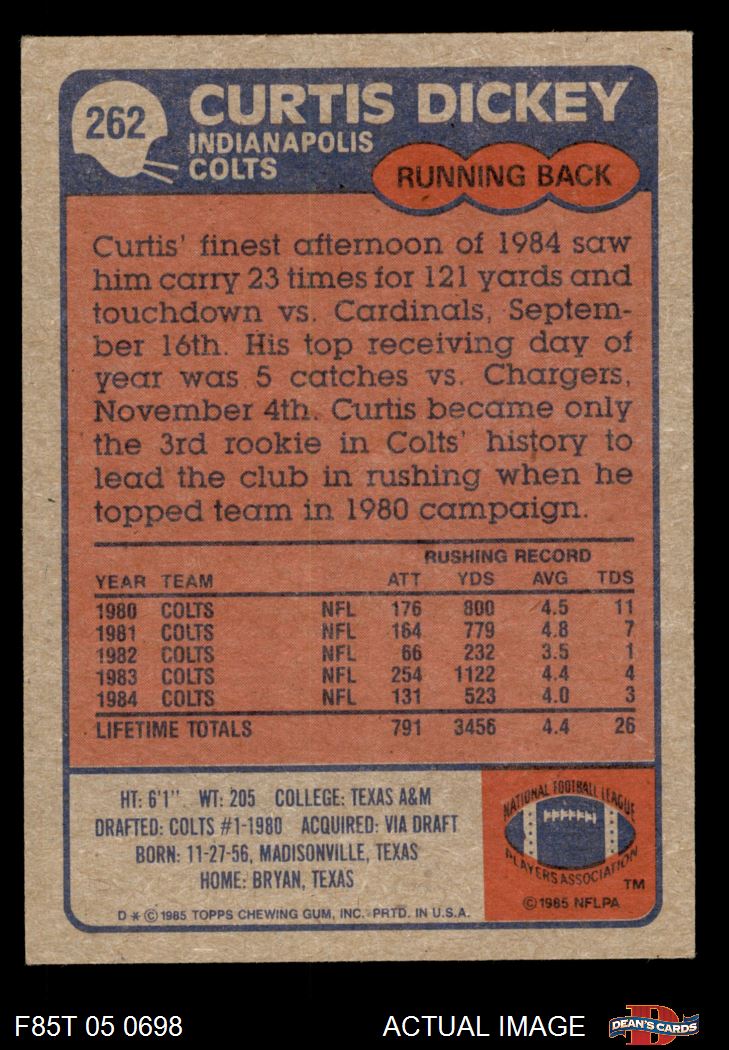 262
CURTIS DICKEY
INDIANAPOLIS
COLTS
RUNNING BACK
Curtis' finest afternoon of 1984 saw
him carry 23 times for 121 yards and
touchdown vs. Cardinals, Septem-
ber 16th. His top receiving day of
year was 5 catches vs. Chargers,
November 4th. Curtis became only
the 3rd rookie in Colts' history to
lead the club in rushing when he
topped team in 1980 campaign.
RUSHING RECORD
YEAR TEAM ATT YDS AVG TDS
1980 COLTS NFL 176 800 4.5 11
1981 COLTS NFL 164 779 4.8 7
1982 COLTS NFL 66 232 3.5 1
1983 COLTS NFL 254 1122 4.4 4
1984 COLTS NFL 131 523 4.0 3
LIFETIME TOTALS 791 3456 4.4 26
HT: 6'1" WT: 205 COLLEGE: TEXAS A&M
DRAFTED: COLTS #1-1980 ACQUIRED: VIA DRAFT
BORN: 11-27-56, MADISONVILLE, TEXAS
HOME: BRYAN, TEXAS
D * © 1985 TOPPS CHEWING GUM, INC. PRTD. IN U.S.A.
NATIONAL FOOTBALL LEAGUE
PLAYERS ASSOCIATION
TM
© 1985 NFLPA
F85T 05 0698
ACTUAL IMAGE
DEAN'S CARDS